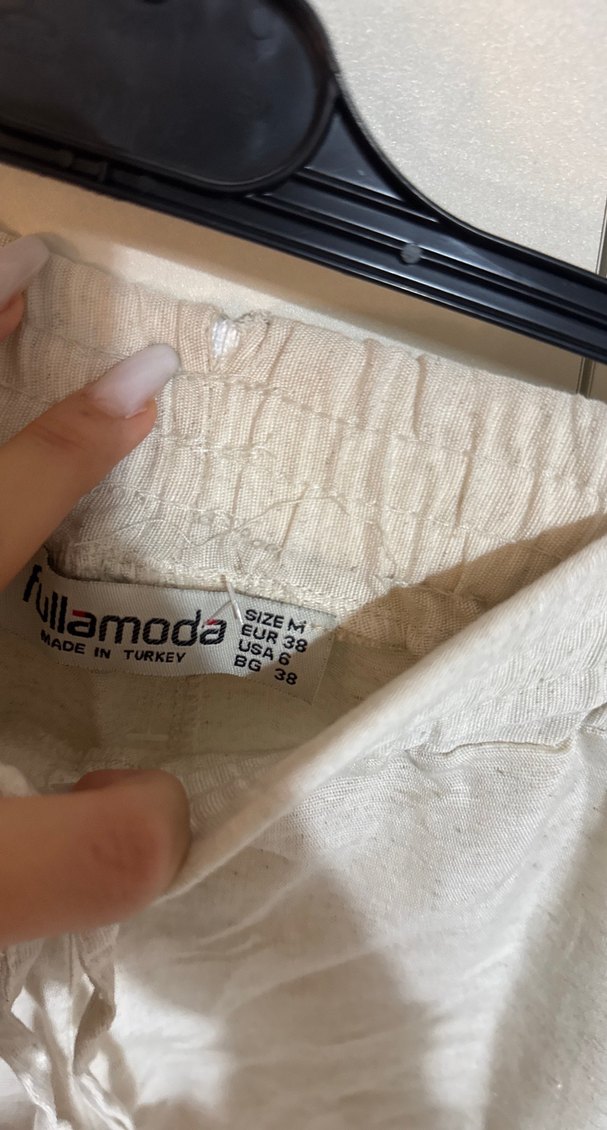 fullamoda
MADE IN TURKEY
SIZE M
EUR 38
USA 6
BG 38